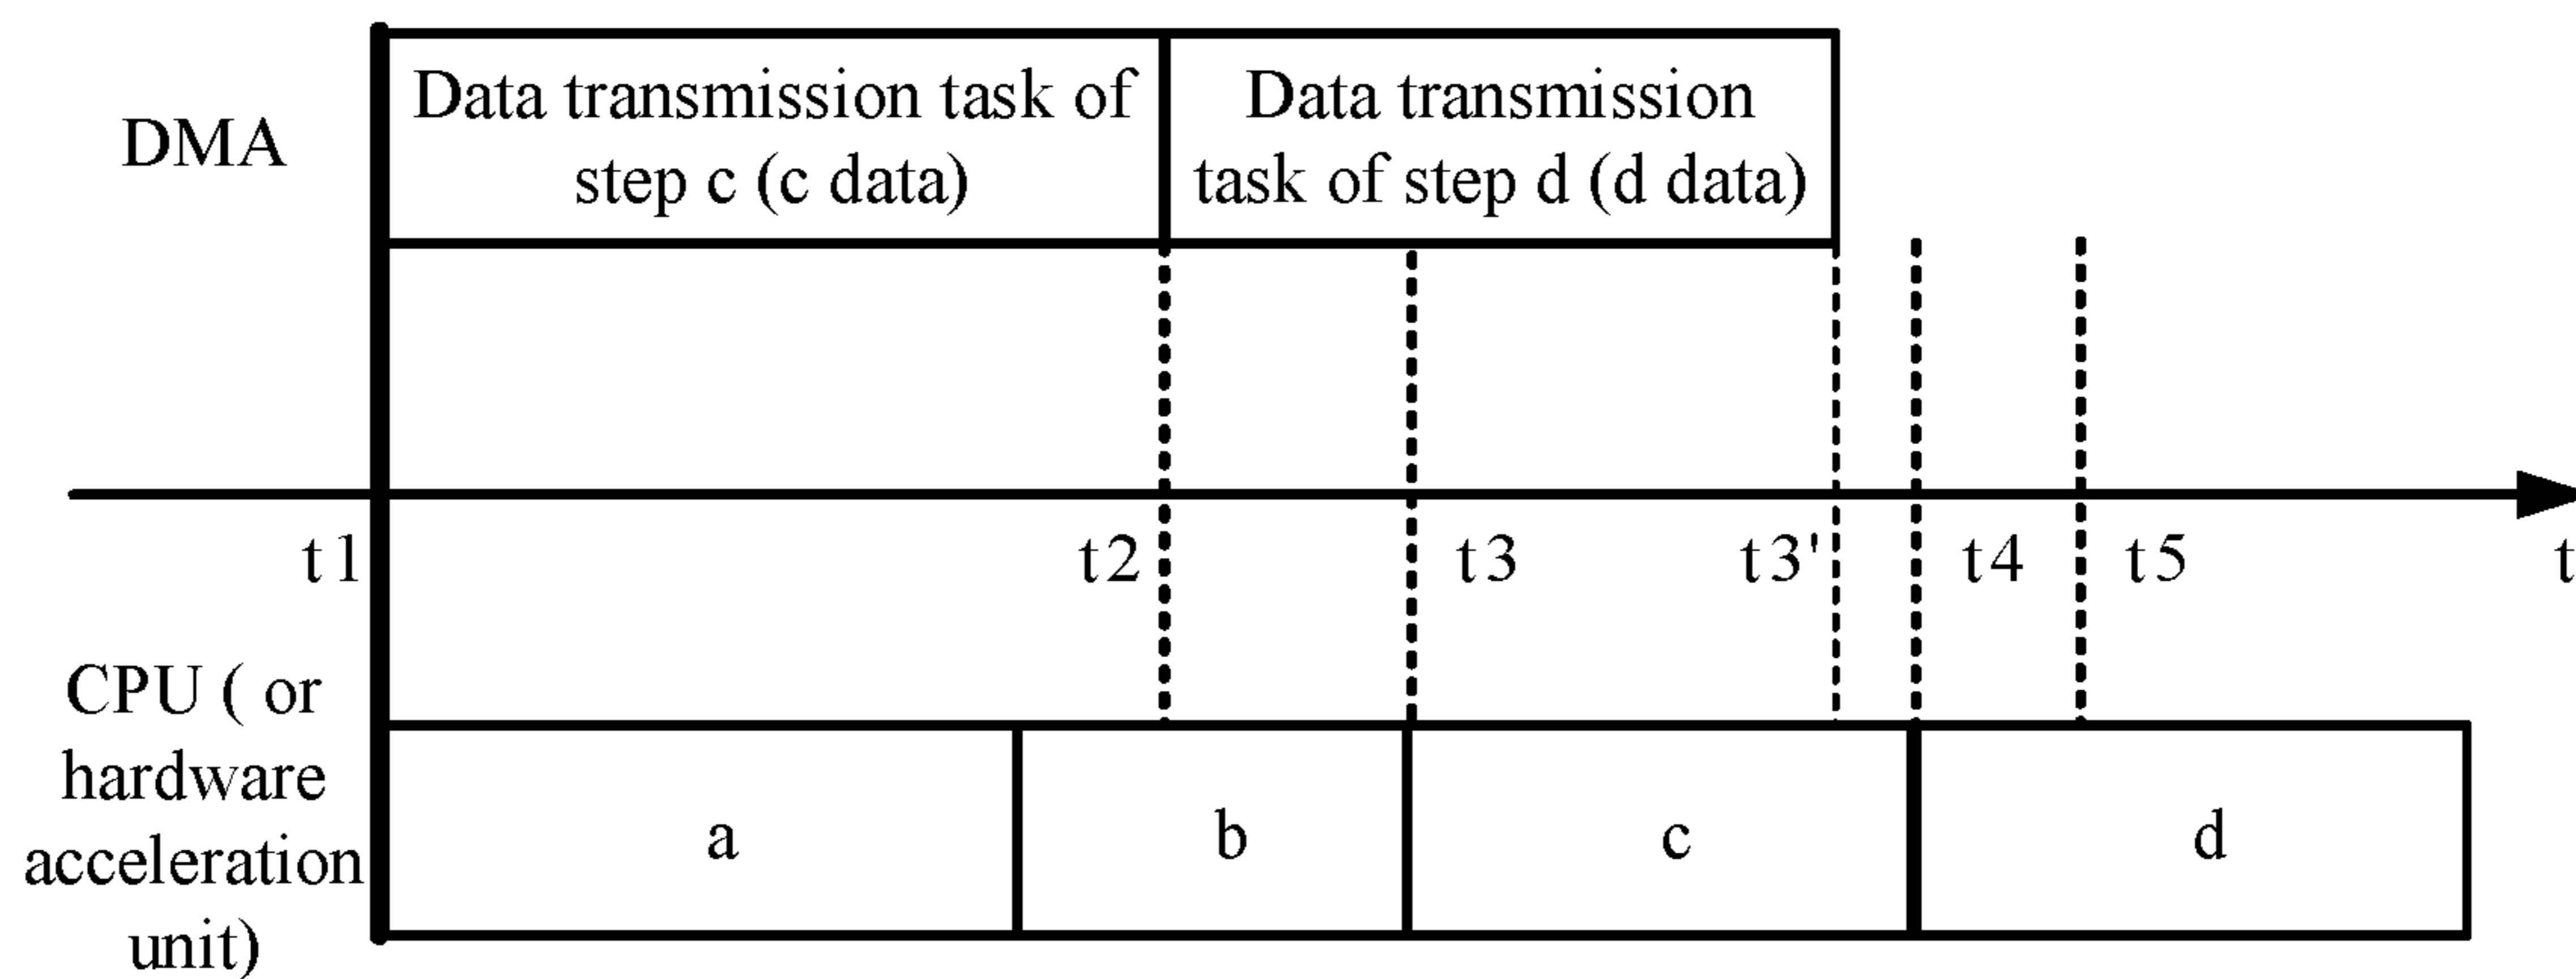 DMA
Data transmission task of
step c (c data)
Data transmission
task of step d (d data)
t1
t2
t3
t3'
t4
t5
t
CPU ( or
hardware
acceleration
unit)
a
b
c
d